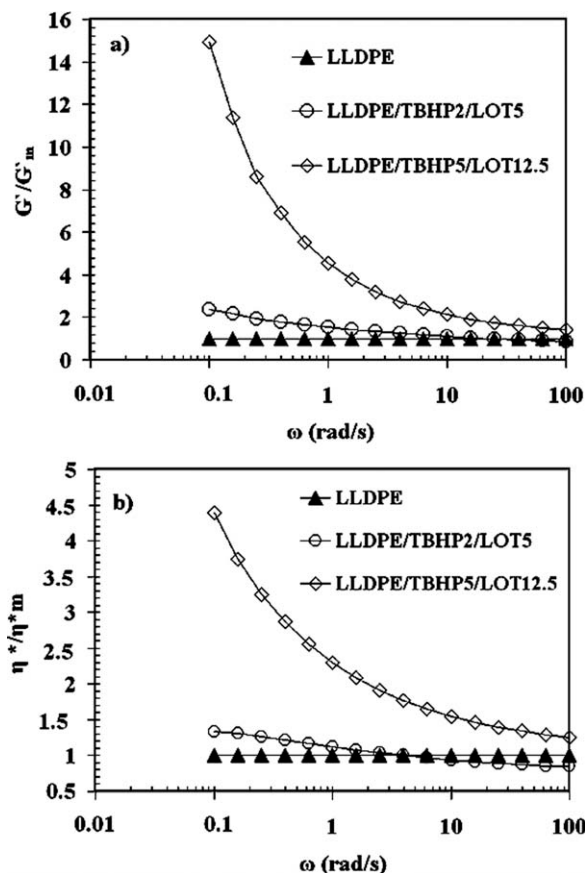 16
a)
14
LLDPE
12
LLDPE/TBHP2/LOT5
10
LLDPE/TBHP5/LOT12.5
8
G`/G`m
6
4
2
0
0.01 0.1 1 10 100
ω (rad/s)
5
b)
4.5
LLDPE
4
LLDPE/TBHP2/LOT5
3.5
LLDPE/TBHP5/LOT12.5
3
η*/η*m
2.5
2
1.5
1
0.5
0.01 0.1 1 10 100
ω (rad/s)